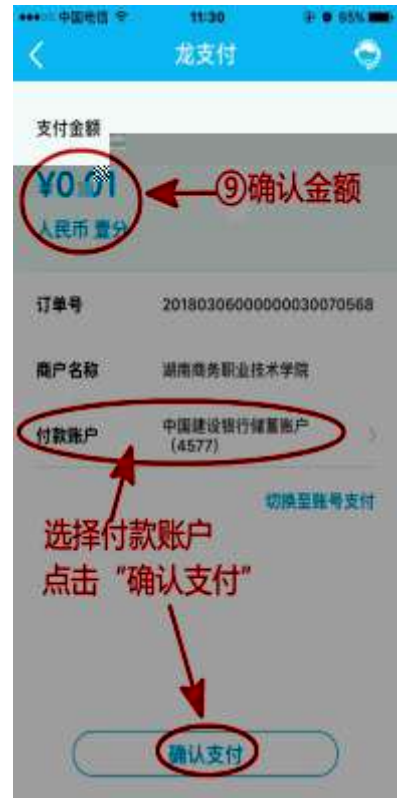 中国电信 11:30 65%
龙支付
支付金额
¥0.01
⑨确认金额
人民币 壹分
订单号 20180306000000030070568
商户名称 湖南商务职业技术学院
付款账户 中国建设银行储蓄账户
(4577)
切换至账号支付
选择付款账户
点击“确认支付”
确认支付